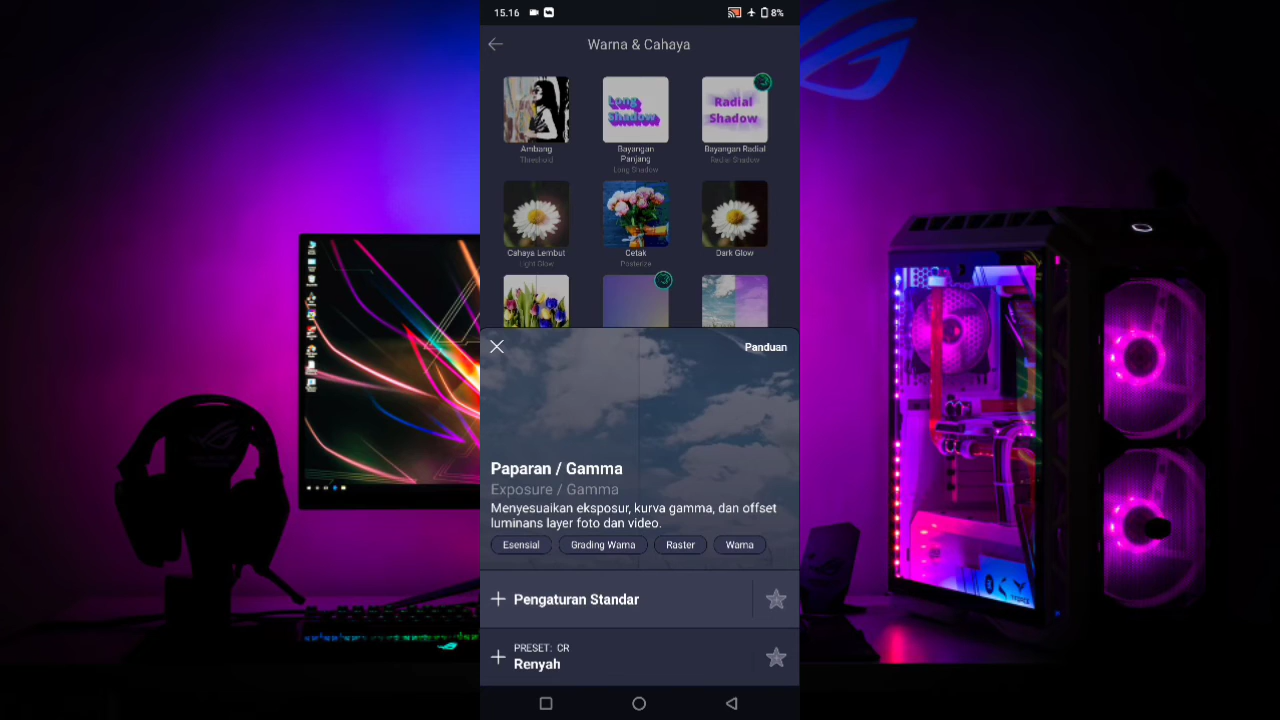 15.16
8%
Warna & Cahaya
Long
Shadow
Radial
Shadow
Ambang
Threshold
Bayangan
Panjang
Long Shadow
Bayangan Radial
Radial Shadow
Cahaya Lembut
Light Glow
Cetak
Posterize
Dark Glow
Panduan
Paparan / Gamma
Exposure / Gamma
Menyesuaikan eksposur, kurva gamma, dan offset
luminans layer foto dan video.
Esensial
Grading Warna
Raster
Warna
Pengaturan Standar
PRESET: CR
Renyah